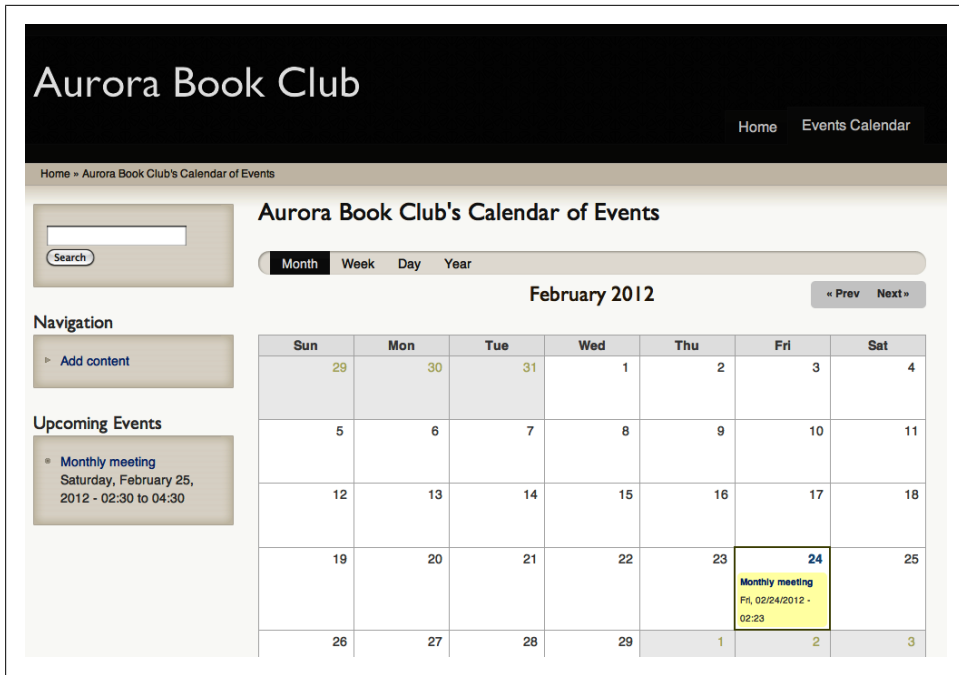 Aurora Book Club
Home Events Calendar
Home » Aurora Book Club's Calendar of Events
Search
Navigation
Add content
Upcoming Events
Monthly meeting
Saturday, February 25,
2012 - 02:30 to 04:30
Aurora Book Club's Calendar of Events
Month Week Day Year
February 2012
« Prev Next »
Sun Mon Tue Wed Thu Fri Sat
29 30 31 1 2 3 4
5 6 7 8 9 10 11
12 13 14 15 16 17 18
19 20 21 22 23 24 25
Monthly meeting
Fri, 02/24/2012 -
02:23
26 27 28 29 1 2 3